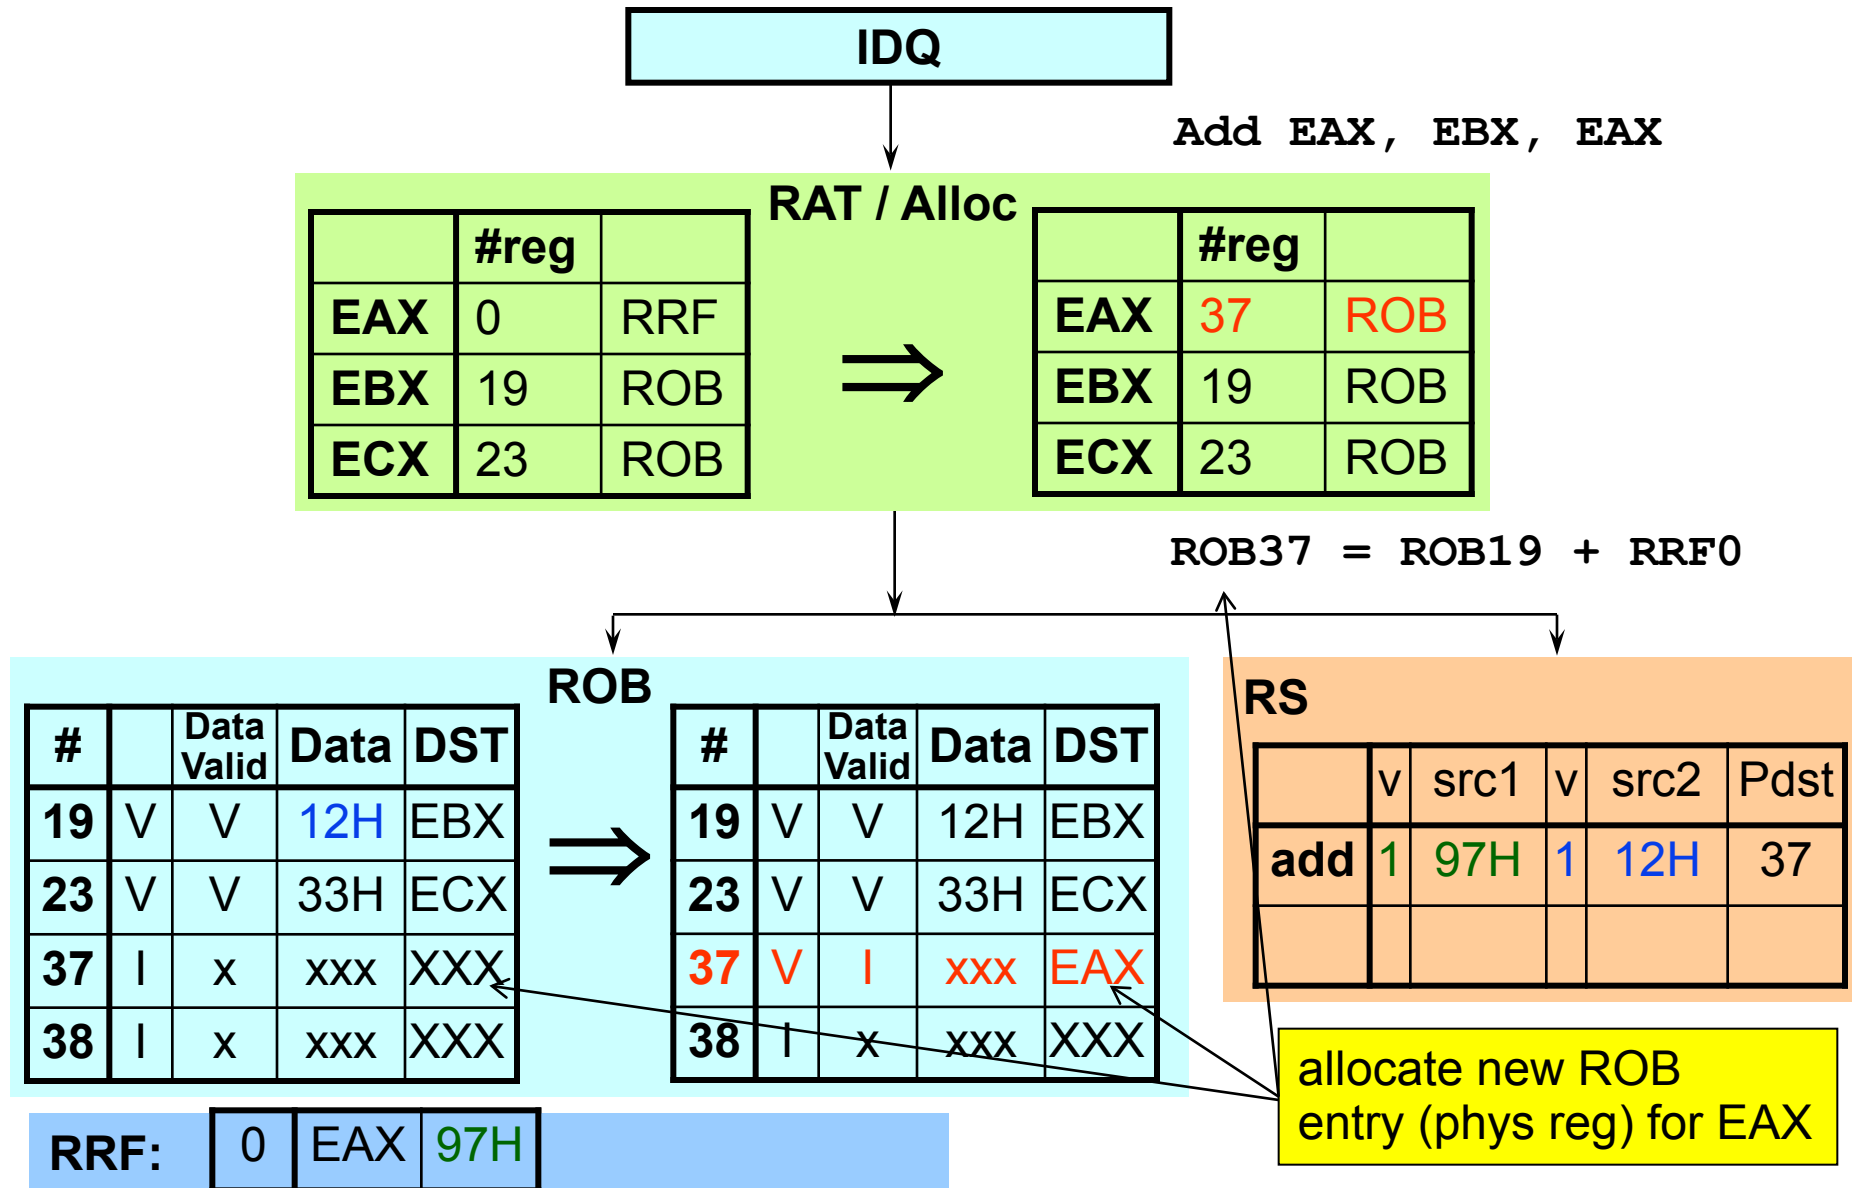 IDQ
Add EAX, EBX, EAX
RAT / Alloc
#reg
EAX 0 RRF
EBX 19 ROB
ECX 23 ROB
⇒
#reg
EAX 37 ROB
EBX 19 ROB
ECX 23 ROB
ROB37 = ROB19 + RRF0
ROB
# Data Valid Data DST
19 V V 12H EBX
23 V V 33H ECX
37 I x xxx XXX
38 I x xxx XXX
⇒
# Data Valid Data DST
19 V V 12H EBX
23 V V 33H ECX
37 V I xxx EAX
38 I x xxx XXX
RS
v src1 v src2 Pdst
add 1 97H 1 12H 37
allocate new ROB
entry (phys reg) for EAX
RRF: 0 EAX 97H